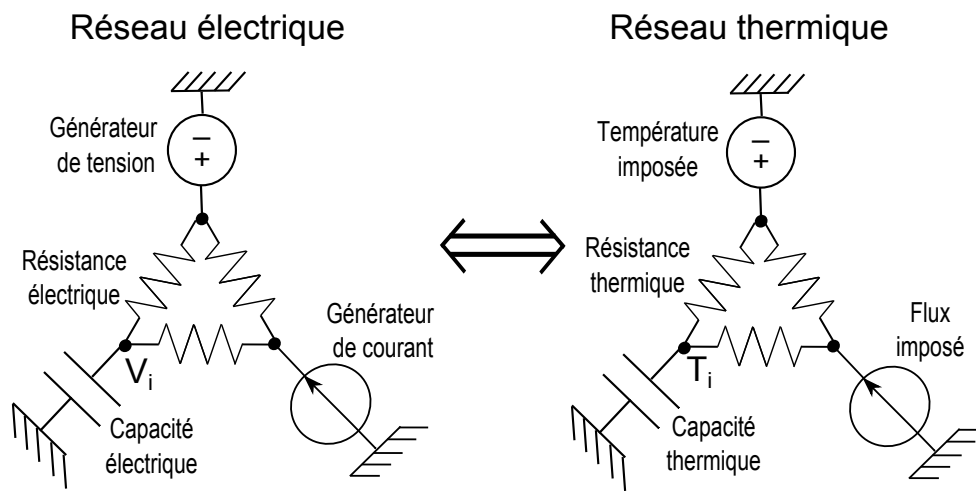 Réseau électrique
Générateur
de tension
−
+
Résistance
électrique
Générateur
de courant
Vi
Capacité
électrique
Réseau thermique
Température
imposée
−
+
Résistance
thermique
Flux
imposé
Ti
Capacité
thermique